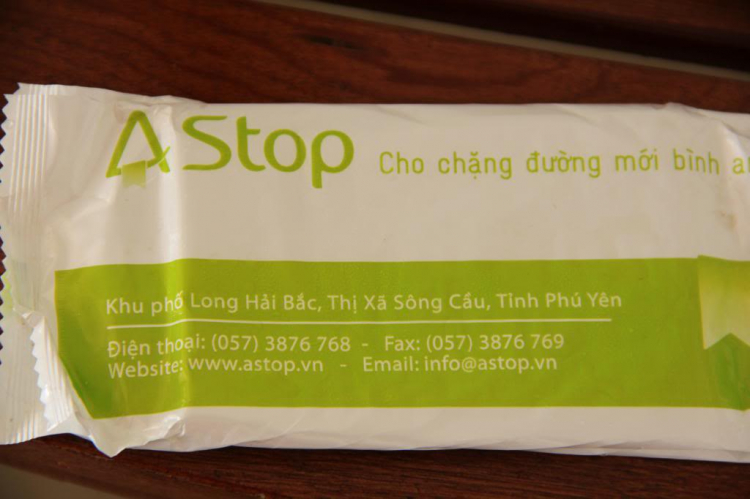 A Stop
Cho chặng đường mới bình a
Khu phố Long Hải Bắc, Thị Xã Sông Cầu, Tỉnh Phú Yên
Điện thoại: (057) 3876 768 - Fax: (057) 3876 769
Website: www.astop.vn - Email: info@astop.vn